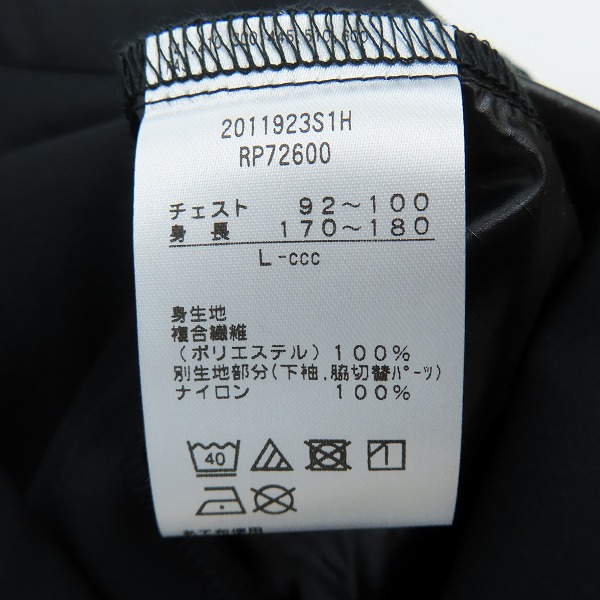 2011923S1H
RP72600
チェスト 92～100
身長 170～180
L-ccc
身生地
複合繊維
(ポリエステル) 100%
別生地部分(下袖,脇切替ﾊﾟｰﾂ)
ナイロン 100%
40